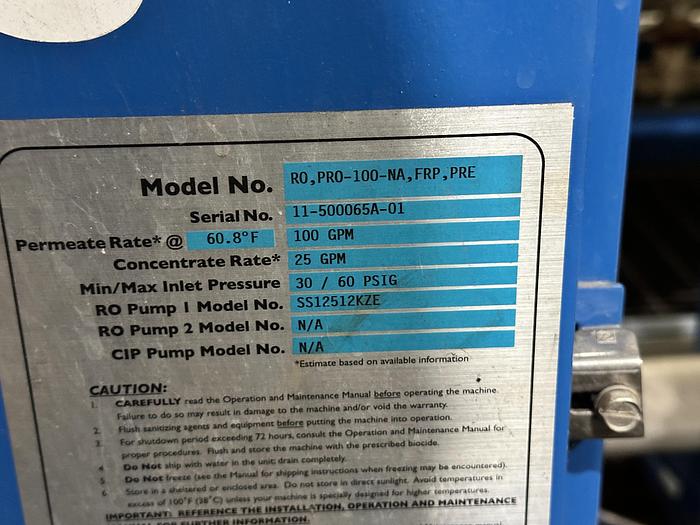 Model No. RO,PRO-100-NA,FRP,PRE
Serial No. 11-500065A-01
Permeate Rate* @ 60.8°F 100 GPM
Concentrate Rate* 25 GPM
Min/Max Inlet Pressure 30 / 60 PSIG
RO Pump 1 Model No. SS12512KZE
RO Pump 2 Model No. N/A
CIP Pump Model No. N/A
*Estimate based on available information
CAUTION:
1. CAREFULLY read the Operation and Maintenance Manual before operating the machine.
Failure to do so may result in damage to the machine and/or void the warranty.
2. Flush sanitizing agents and equipment before putting the machine into operation.
3. For shutdown period exceeding 72 hours, consult the Operation and Maintenance Manual for
proper procedures. Flush and store the machine with the prescribed biocide.
4. Do Not ship with water in the unit; drain completely.
5. Do Not freeze (see the Manual for shipping instructions when freezing may be encountered).
6. Store in a sheltered or enclosed area. Do not store in direct sunlight. Avoid temperatures in
excess of 100°F (38°C) unless your machine is specially designed for higher temperatures.
IMPORTANT: REFERENCE THE INSTALLATION, OPERATION AND MAINTENANCE
MANUAL FOR FURTHER INFORMATION.